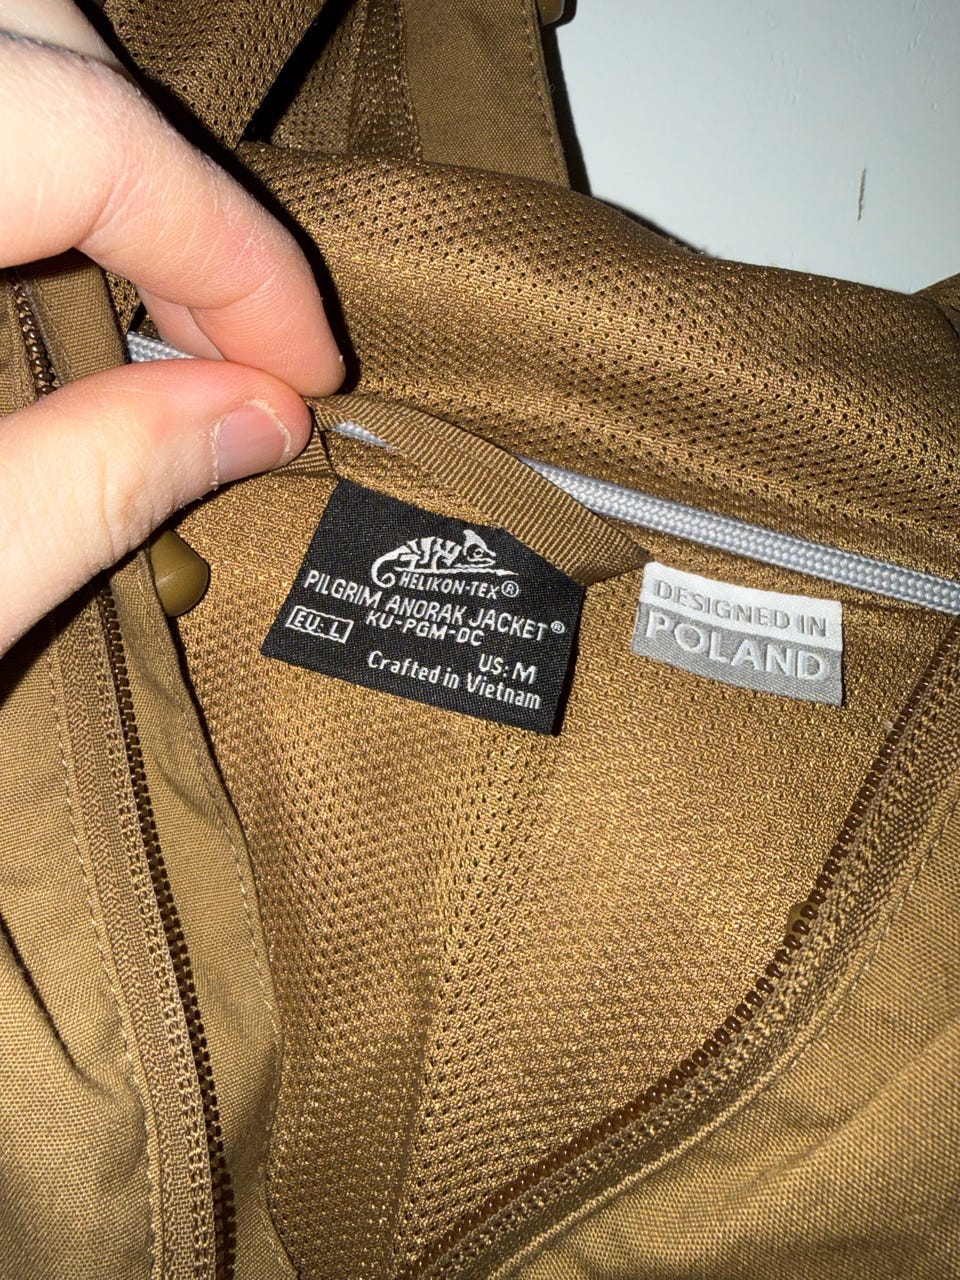 HELIKON-TEX®
PILGRIM ANORAK JACKET®
KU-PGM-DC
EU: L
US: M
Crafted in Vietnam
DESIGNED IN
POLAND